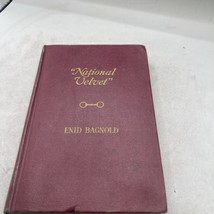 "National
Velvet"
ENID BAGNOLD